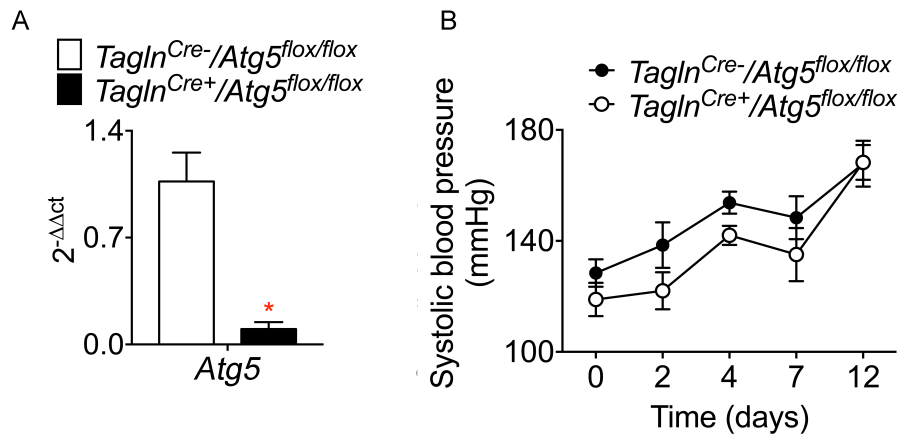 A
Tagln^Cre-/Atg5^flox/flox
Tagln^Cre+/Atg5^flox/flox
1.4
0.7
0.0
2^-ΔΔct
*
Atg5
B
Tagln^Cre-/Atg5^flox/flox
Tagln^Cre+/Atg5^flox/flox
Systolic blood pressure
(mmHg)
180
140
100
0 2 4 7 12
Time (days)